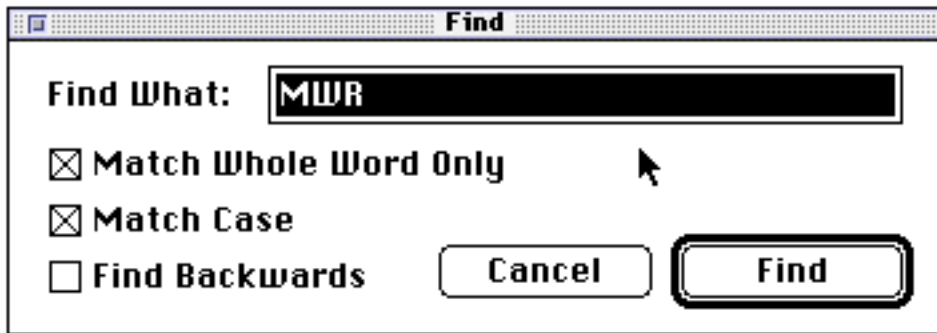 Find
Find What: MWR
Match Whole Word Only
Match Case
Find Backwards
Cancel
Find